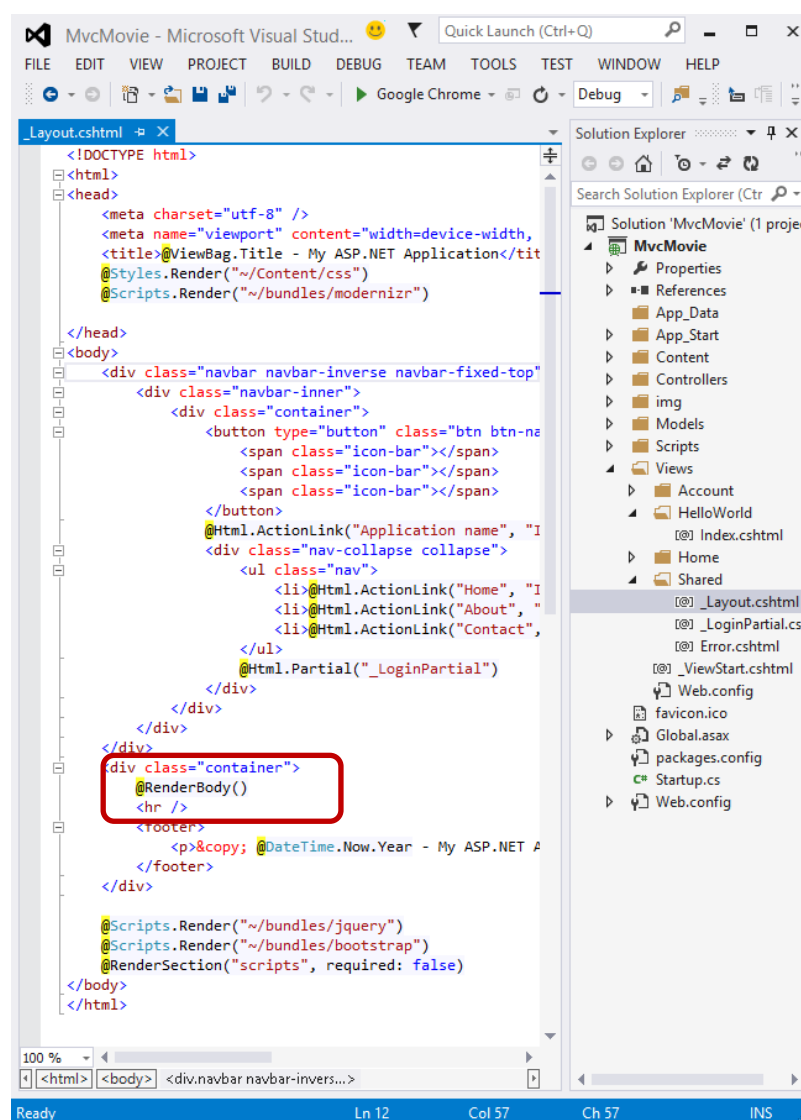 MvcMovie - Microsoft Visual Stud...
Quick Launch (Ctrl+Q)
FILE EDIT VIEW PROJECT BUILD DEBUG TEAM TOOLS TEST WINDOW HELP
Google Chrome
Debug
_Layout.cshtml
<!DOCTYPE html>
<html>
<head>
<meta charset="utf-8" />
<meta name="viewport" content="width=device-width,
<title>@ViewBag.Title - My ASP.NET Application</tit
@Styles.Render("~/Content/css")
@Scripts.Render("~/bundles/modernizr")
</head>
<body>
<div class="navbar navbar-inverse navbar-fixed-top"
<div class="navbar-inner">
<div class="container">
<button type="button" class="btn btn-na
<span class="icon-bar"></span>
<span class="icon-bar"></span>
<span class="icon-bar"></span>
</button>
@Html.ActionLink("Application name", "I
<div class="nav-collapse collapse">
<ul class="nav">
<li>@Html.ActionLink("Home", "I
<li>@Html.ActionLink("About", "
<li>@Html.ActionLink("Contact",
</ul>
@Html.Partial("_LoginPartial")
</div>
</div>
</div>
</div>
<div class="container">
@RenderBody()
<hr />
<footer>
<p>&copy; @DateTime.Now.Year - My ASP.NET A
</footer>
</div>
@Scripts.Render("~/bundles/jquery")
@Scripts.Render("~/bundles/bootstrap")
@RenderSection("scripts", required: false)
</body>
</html>
100 %
<html> <body> <div.navbar navbar-invers...>
Solution Explorer
Search Solution Explorer (Ctr
Solution 'MvcMovie' (1 projec
MvcMovie
Properties
References
App_Data
App_Start
Content
Controllers
img
Models
Scripts
Views
Account
HelloWorld
Index.cshtml
Home
Shared
_Layout.cshtml
_LoginPartial.cs
Error.cshtml
_ViewStart.cshtml
Web.config
favicon.ico
Global.asax
packages.config
C# Startup.cs
Web.config
Ready Ln 12 Col 57 Ch 57 INS